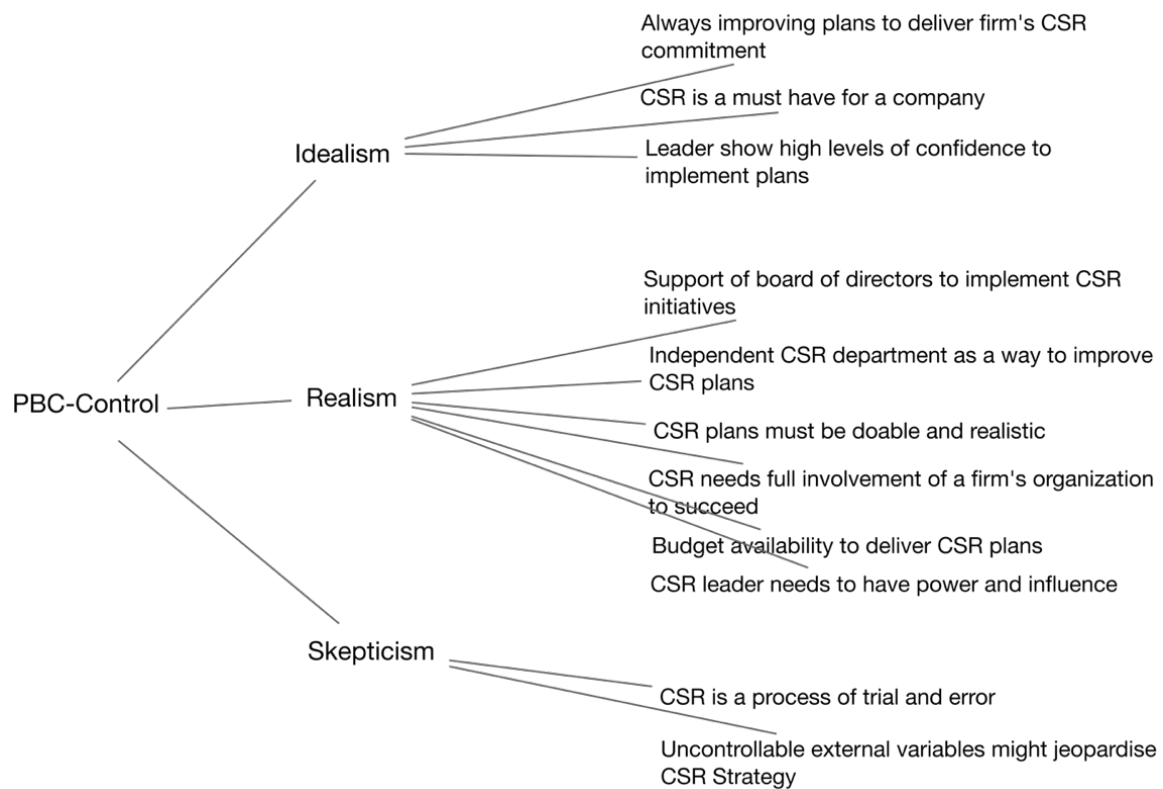 Always improving plans to deliver firm's CSR
commitment
CSR is a must have for a company
Idealism
Leader show high levels of confidence to
implement plans
Support of board of directors to implement CSR
initiatives
Independent CSR department as a way to improve
CSR plans
PBC-Control
Realism
CSR plans must be doable and realistic
CSR needs full involvement of a firm's organization
to succeed
Budget availability to deliver CSR plans
CSR leader needs to have power and influence
Skepticism
CSR is a process of trial and error
Uncontrollable external variables might jeopardise
CSR Strategy